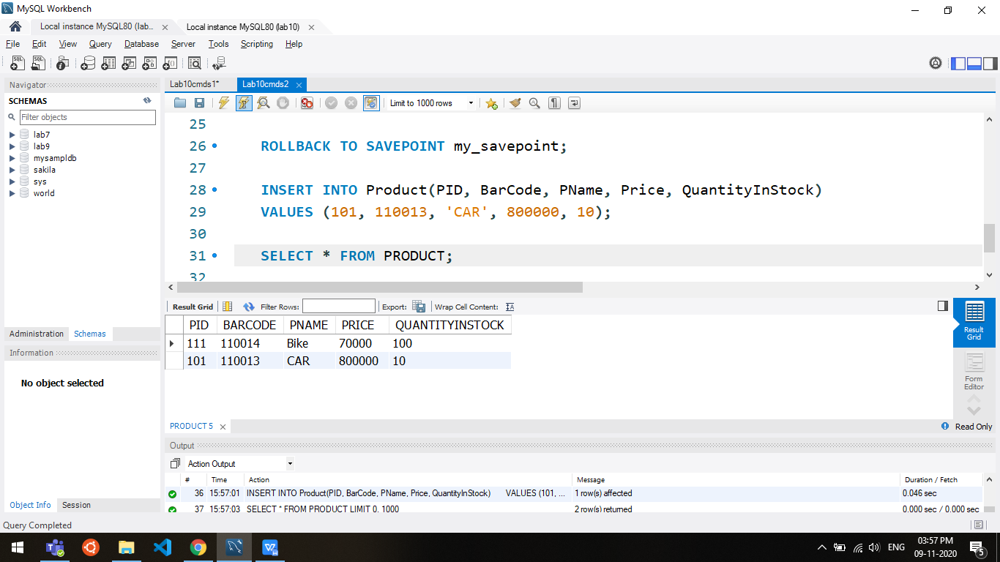 MySQL Workbench
Local instance MySQL80 (lab... Local instance MySQL80 (lab10)
File Edit View Query Database Server Tools Scripting Help
Navigator
SCHEMAS
Filter objects
lab7
lab9
mysampldb
sakila
sys
world
Administration Schemas
Information
No object selected
Object Info Session
Lab10cmds1* Lab10cmds2
Limit to 1000 rows
25
26 ROLLBACK TO SAVEPOINT my_savepoint;
27
28 INSERT INTO Product(PID, BarCode, PName, Price, QuantityInStock)
29 VALUES (101, 110013, 'CAR', 800000, 10);
30
31 SELECT * FROM PRODUCT;
32
Result Grid Filter Rows: Export: Wrap Cell Content:
PID BARCODE PNAME PRICE QUANTITYINSTOCK
111 110014 Bike 70000 100
101 110013 CAR 800000 10
Result
Grid
Form
Editor
PRODUCT 5
Read Only
Output
Action Output
# Time Action Message Duration / Fetch
36 15:57:01 INSERT INTO Product(PID, BarCode, PName, Price, QuantityInStock) VALUES (101, ... 1 row(s) affected 0.046 sec
37 15:57:03 SELECT * FROM PRODUCT LIMIT 0, 1000 2 row(s) returned 0.000 sec / 0.000 sec
Query Completed
ENG
03:57 PM
09-11-2020
5